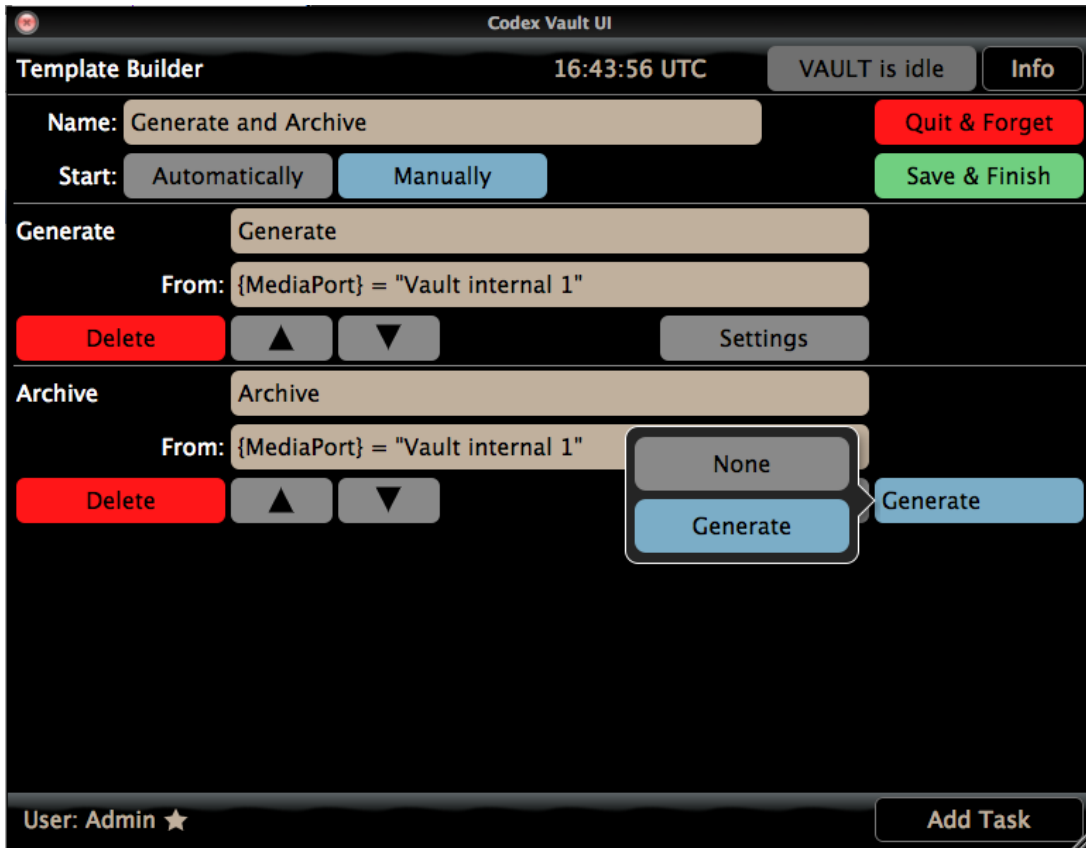 Codex Vault UI
Template Builder 16:43:56 UTC VAULT is idle Info
Name: Generate and Archive Quit & Forget
Start: Automatically Manually Save & Finish
Generate Generate
From: {MediaPort} = "Vault internal 1"
Delete ▲ ▼ Settings
Archive Archive
From: {MediaPort} = "Vault internal 1"
None
Delete ▲ ▼ Generate
Generate
User: Admin ★ Add Task